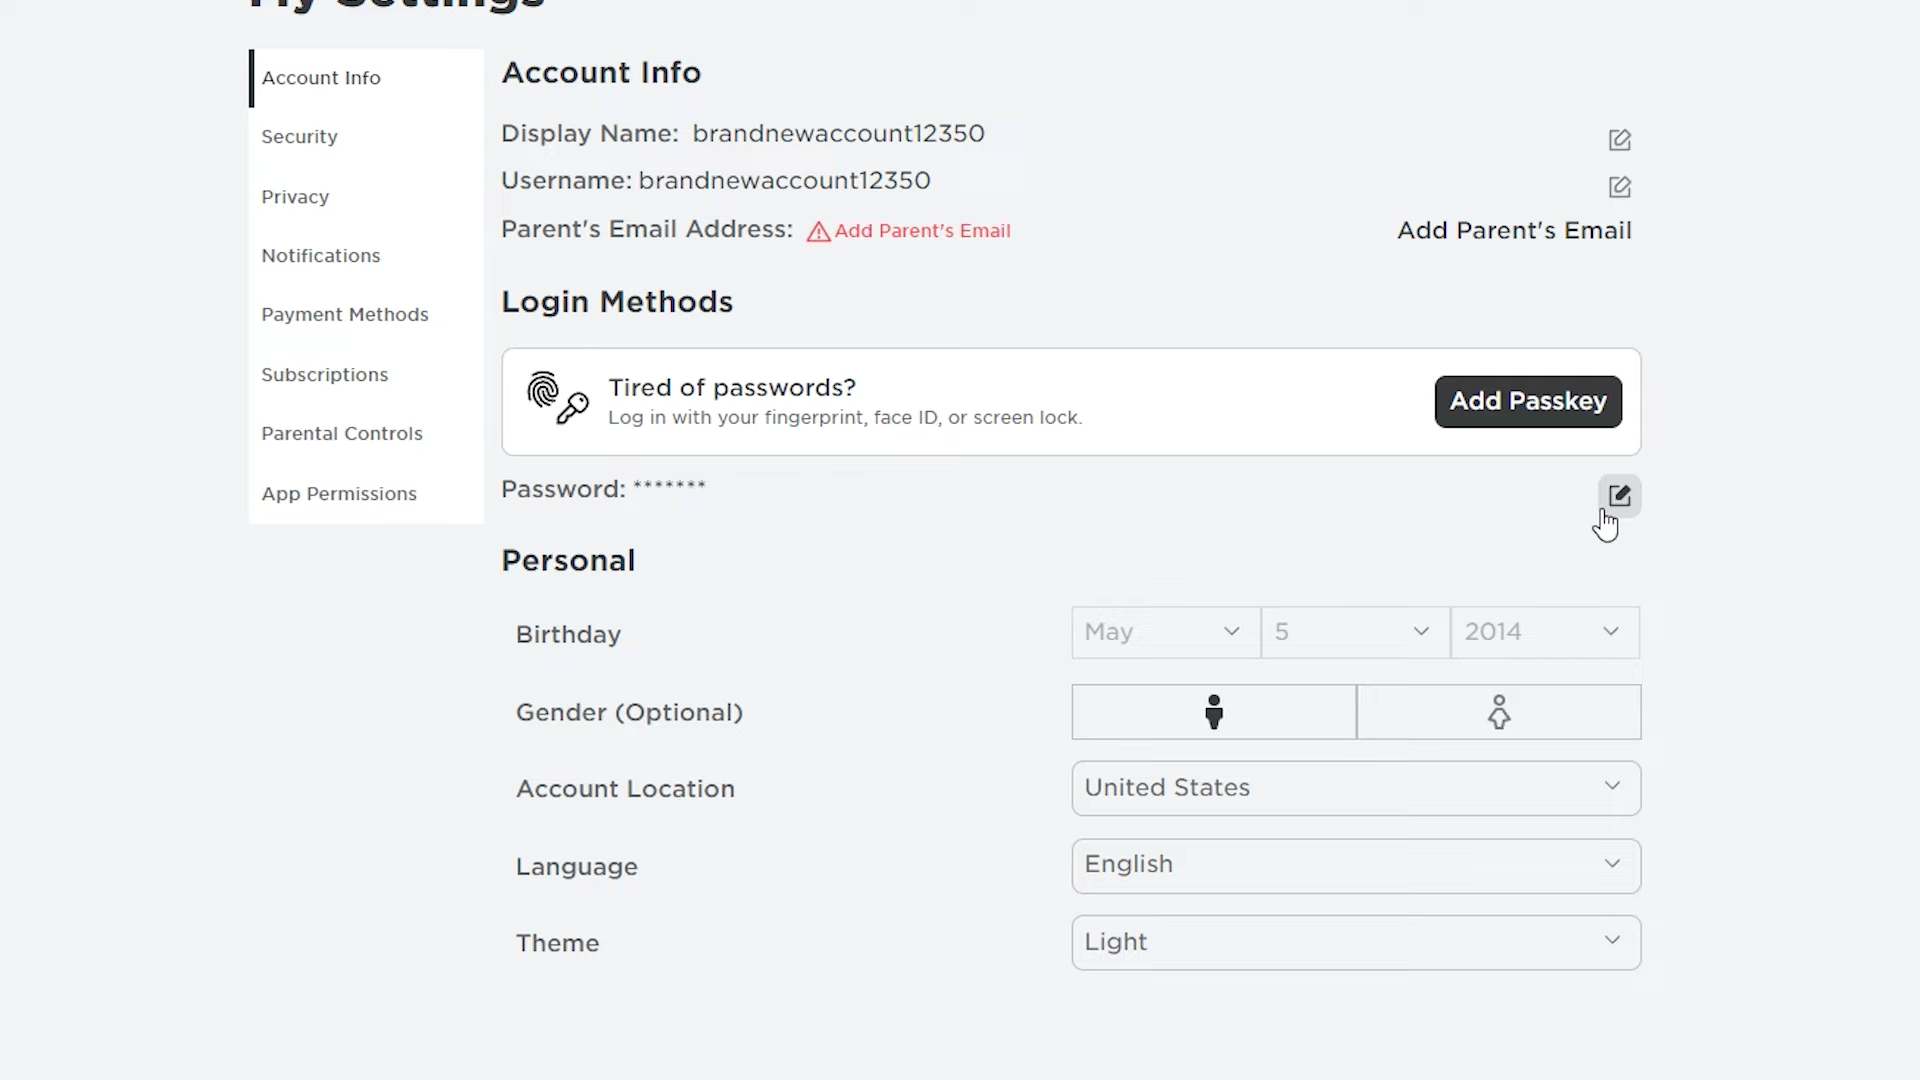 My Settings
Account Info
Security
Privacy
Notifications
Payment Methods
Subscriptions
Parental Controls
App Permissions
Account Info
Display Name: brandnewaccount12350
Username: brandnewaccount12350
Parent's Email Address: Add Parent's Email Add Parent's Email
Login Methods
Tired of passwords?
Log in with your fingerprint, face ID, or screen lock.
Add Passkey
Password: *******
Personal
Birthday May 5 2014
Gender (Optional)
Account Location United States
Language English
Theme Light